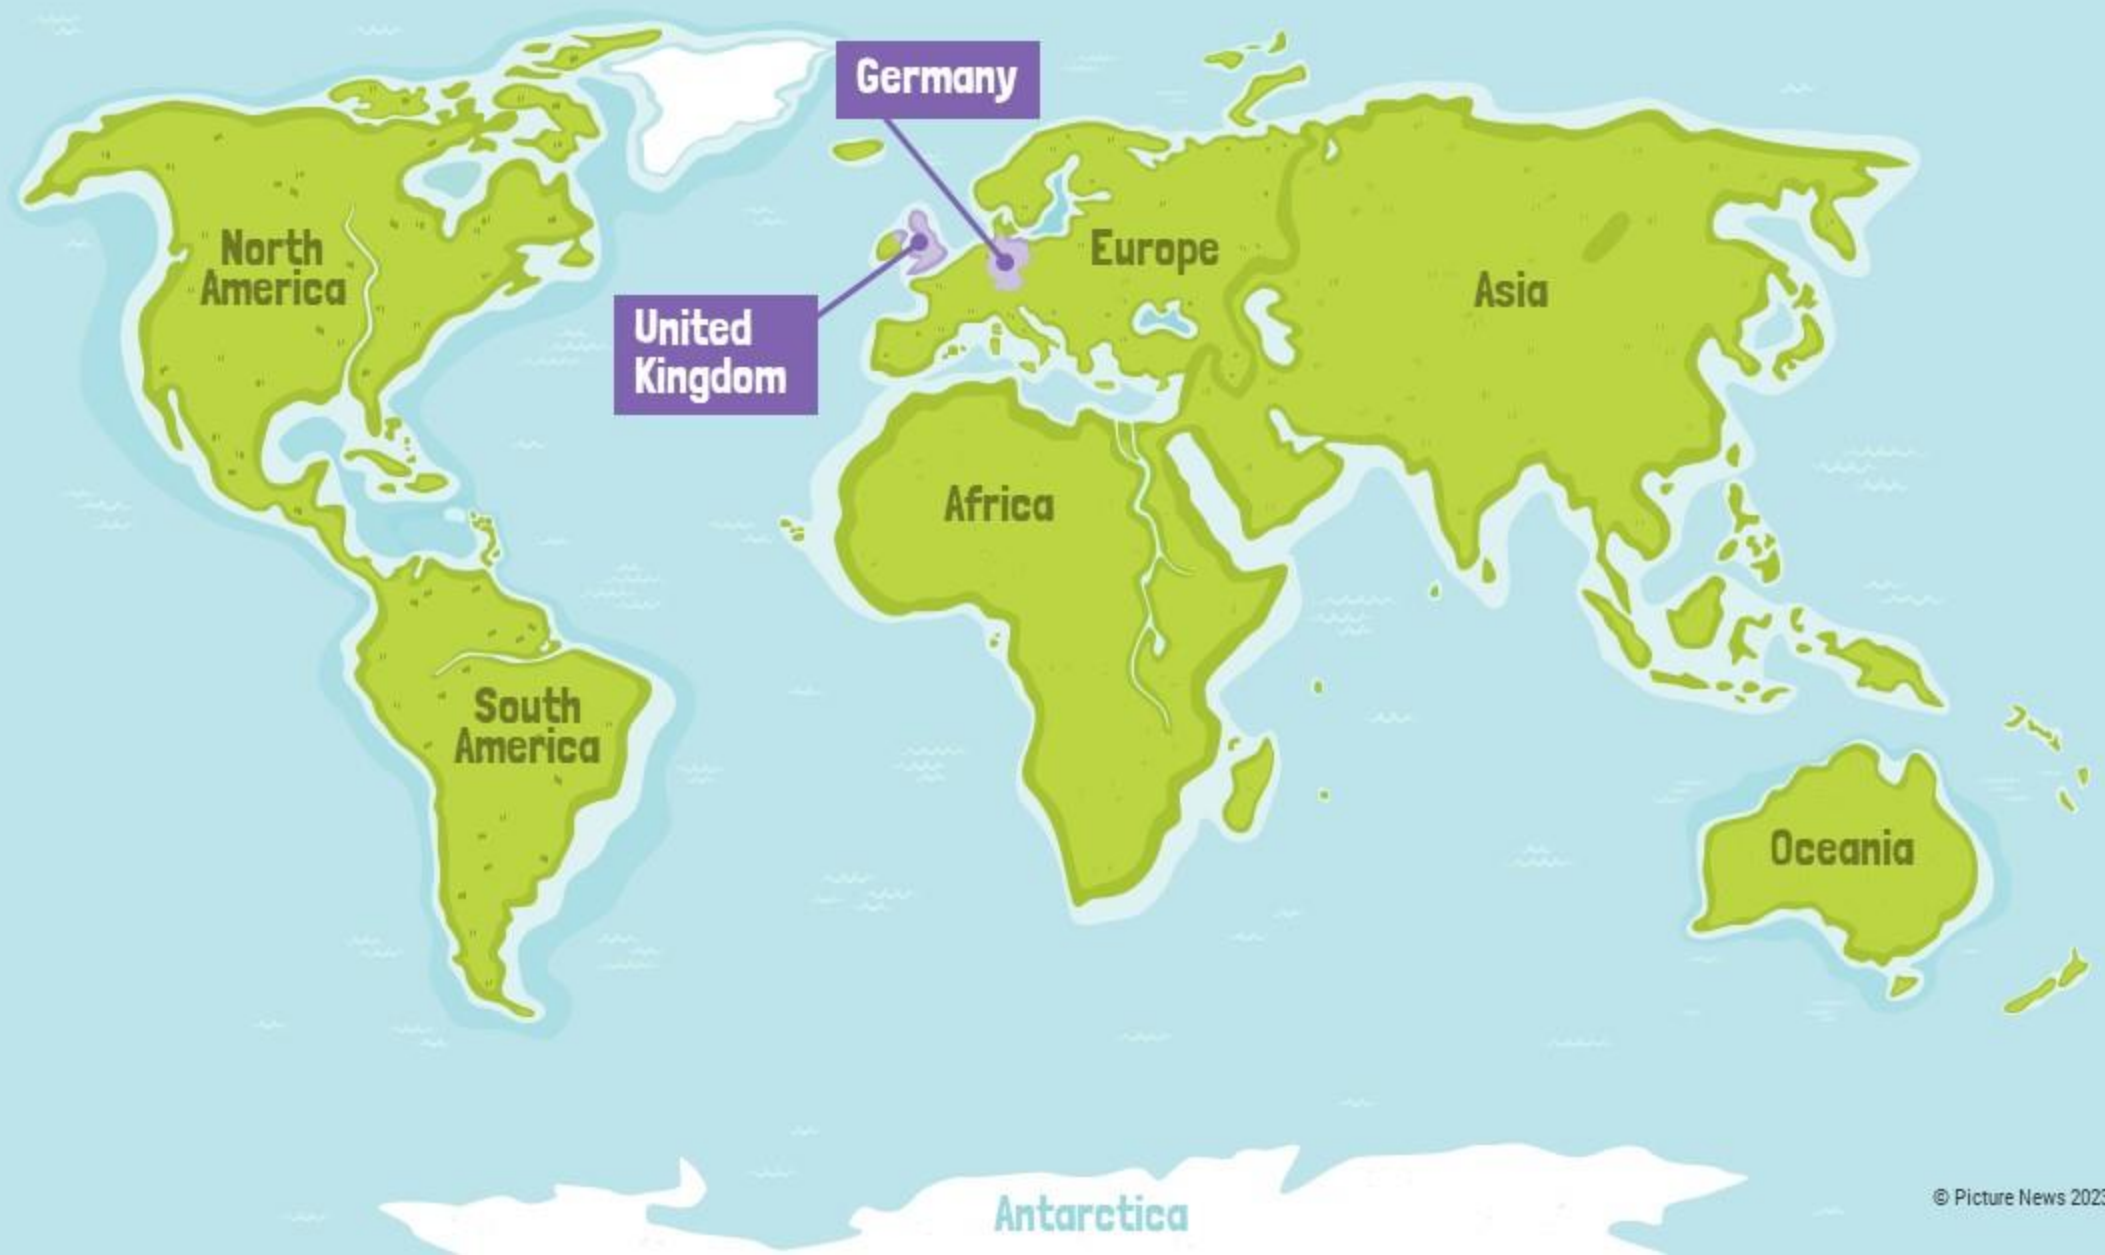 Germany
North
America
Europe
Asia
United
Kingdom
Africa
South
America
Oceania
Antarctica
© Picture News 2023